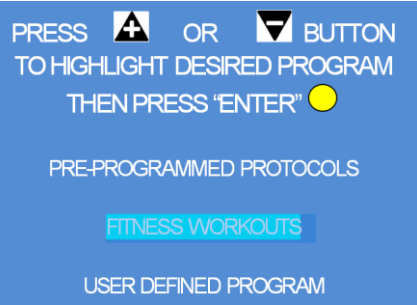 PRESS + OR - BUTTON
TO HIGHLIGHT DESIRED PROGRAM
THEN PRESS “ENTER”
PRE-PROGRAMMED PROTOCOLS
FITNESS WORKOUTS
USER DEFINED PROGRAM